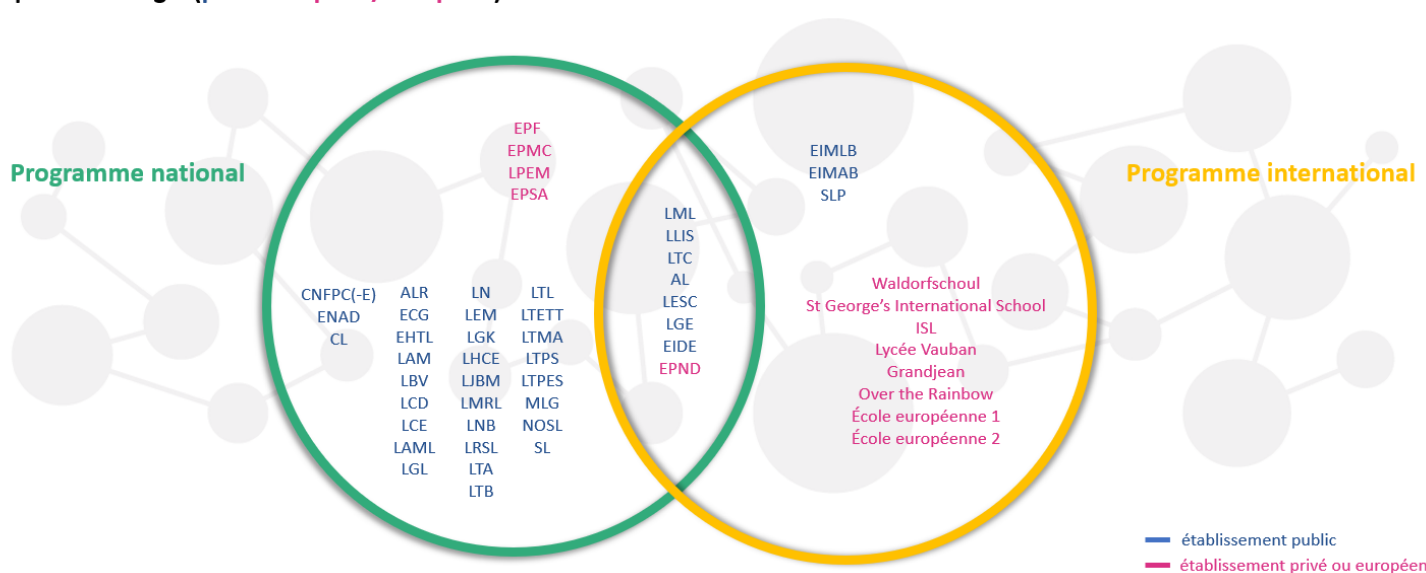 EPF
EPMC
LPEM
EPSA
Programme national
EIMLB
EIMAB
SLP
Programme international
LML
LLIS
LTC
AL
LESC
LGE
EIDE
EPND
CNFPC(-E)
ENAD
CL
ALR
ECG
EHTL
LAM
LBV
LCD
LCE
LAML
LGL
LN
LEM
LGK
LHCE
LJBM
LMRL
LNB
LRSL
LTA
LTB
LTL
LTETT
LTMA
LTPS
LTPES
MLG
NOSL
SL
Waldorfschoul
St George’s International School
ISL
Lycée Vauban
Grandjean
Over the Rainbow
École européenne 1
École européenne 2
établissement public
établissement privé ou européen